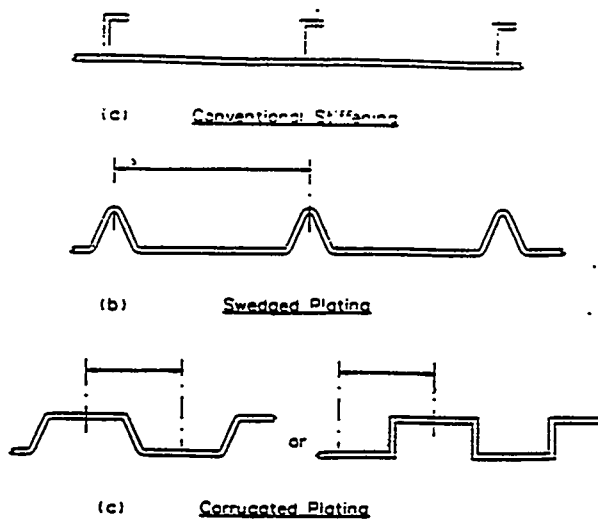 (a) Conventional Stiffening
(b) Swedged Plating
or
(c) Corrugated Plating